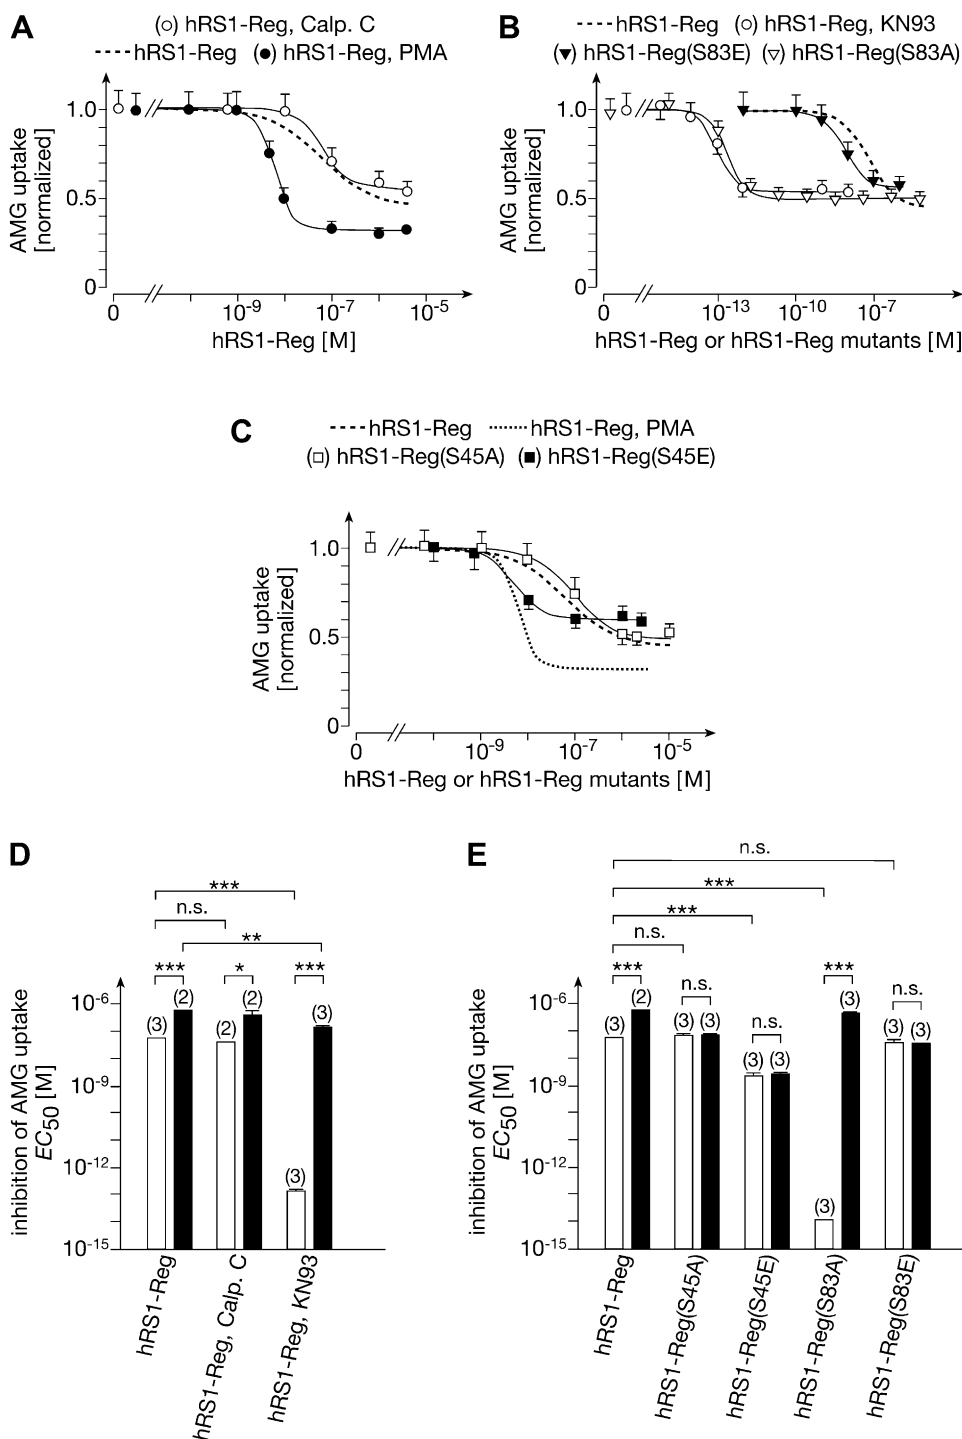 A
(○) hRS1-Reg, Calp. C
hRS1-Reg (●) hRS1-Reg, PMA
AMG uptake
[normalized]
1.0
0.5
0
0 10-9 10-7 10-5
hRS1-Reg [M]
B
hRS1-Reg (○) hRS1-Reg, KN93
(▼) hRS1-Reg(S83E) (▽) hRS1-Reg(S83A)
AMG uptake
[normalized]
1.0
0.5
0
0 10-13 10-10 10-7
hRS1-Reg or hRS1-Reg mutants [M]
C
hRS1-Reg hRS1-Reg, PMA
(□) hRS1-Reg(S45A) (■) hRS1-Reg(S45E)
AMG uptake
[normalized]
1.0
0.5
0
0 10-9 10-7 10-5
hRS1-Reg or hRS1-Reg mutants [M]
D
inhibition of AMG uptake
EC50 [M]
***
n.s.
**
*** * ***
(3) (2) (2) (2) (3) (3)
10-6
10-9
10-12
10-15
hRS1-Reg
hRS1-Reg, Calp. C
hRS1-Reg, KN93
E
inhibition of AMG uptake
EC50 [M]
n.s.
***
***
n.s.
*** n.s. n.s. *** n.s.
(3) (2) (3) (3) (3) (3) (3) (3) (3) (3)
10-6
10-9
10-12
10-15
hRS1-Reg
hRS1-Reg(S45A)
hRS1-Reg(S45E)
hRS1-Reg(S83A)
hRS1-Reg(S83E)